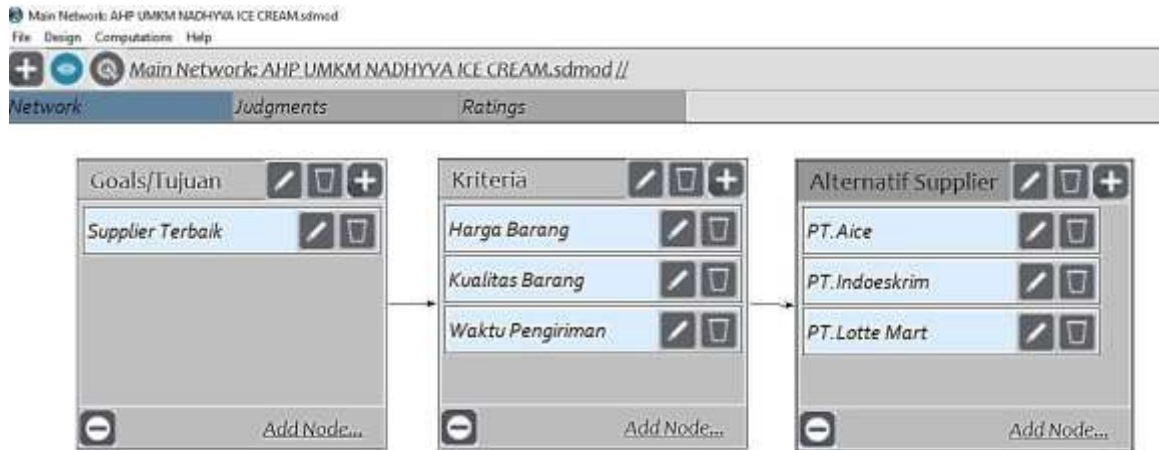 Main Network: AHP UMKM NADHYVA ICE CREAM.sdmod
File Design Computations Help
Main Network: AHP UMKM NADHYVA ICE CREAM.sdmod //
Network Judgments Ratings
Goals/Tujuan
Supplier Terbaik
Add Node...
Kriteria
Harga Barang
Kualitas Barang
Waktu Pengiriman
Add Node...
Alternatif Supplier
PT.Aice
PT.Indoeskrim
PT.Lotte Mart
Add Node...